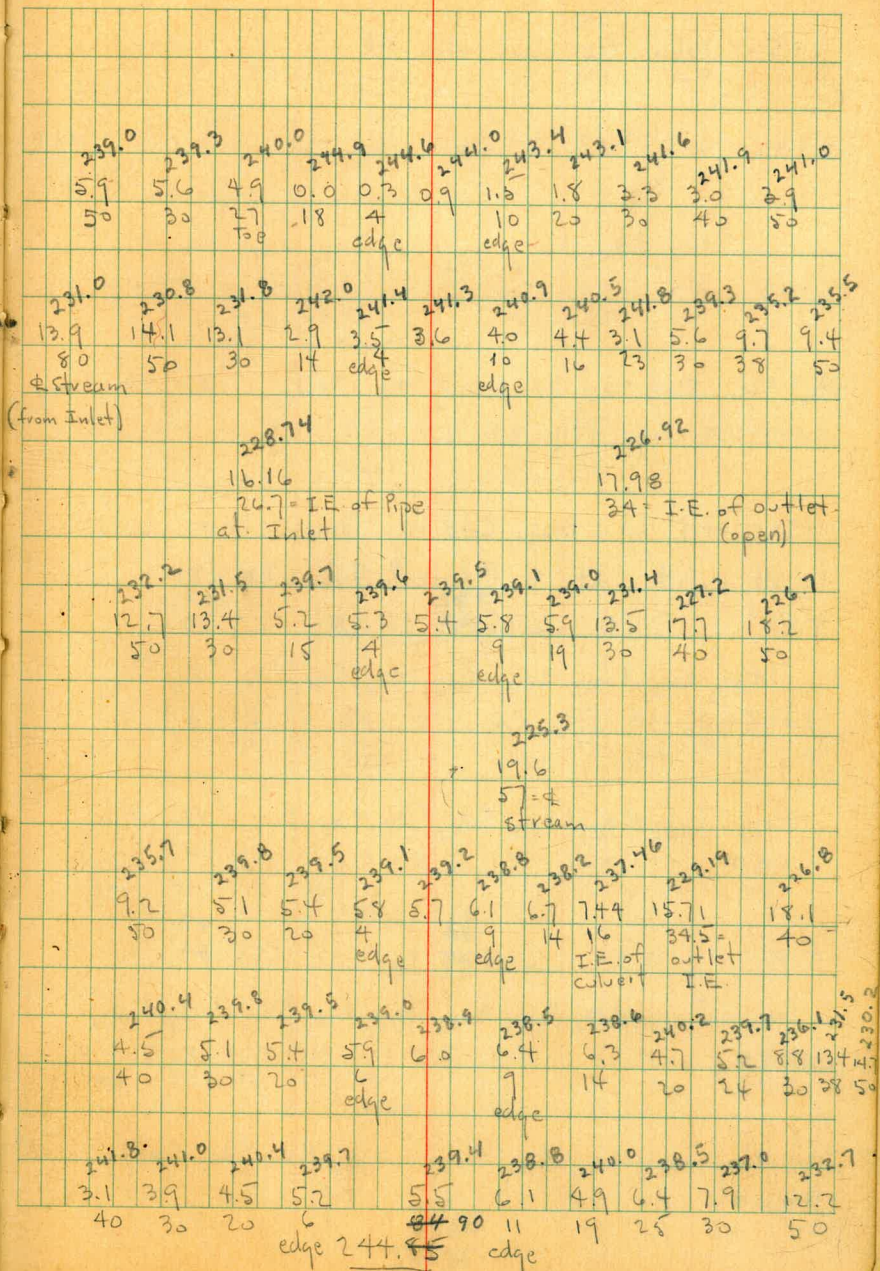 239.0 239.3 240.0 244.9 244.6 244.0 243.4 243.1 241.6 241.9 241.0
5.9 5.6 4.9 0.0 0.3 0.9 1.5 1.8 3.3 3.0 3.9
50 30 27 18 4 10 20 30 40 50
Toe edge edge
231.0 230.8 231.8 242.0 241.4 241.3 240.9 240.5 241.8 239.3 235.2 235.5
13.9 14.1 13.1 2.9 3.5 3.6 4.0 4.4 3.1 5.6 9.7 9.4
80 50 30 14 4 10 16 23 30 38 50
℄ Stream edge edge
(from Inlet)
228.74 226.92
16.16 17.98
26.7 = I.E. of Pipe 34 = I.E. of outlet
at Inlet (open)
232.2 231.5 239.7 239.6 239.5 239.1 239.0 231.4 227.2 226.7
12.7 13.4 5.2 5.3 5.4 5.8 5.9 13.5 17.7 18.2
50 30 15 4 9 19 30 40 50
edge edge
225.3
19.6
57 = ℄
stream
235.7 239.8 239.5 239.1 239.2 238.8 238.2 237.46 229.19 226.8
9.2 5.1 5.4 5.8 5.7 6.1 6.7 7.44 15.71 18.1
50 30 20 4 9 14 16 34.5 = 40
edge edge I.E. of outlet
culvert I.E.
240.4 239.8 239.5 239.0 238.9 238.5 238.6 240.2 239.7 236.1 231.5 230.2
4.5 5.1 5.4 5.9 6.0 6.4 6.3 4.7 5.2 8.8 13.4 14.7
40 30 20 6 9 14 20 24 30 38 50
edge edge
241.8 241.0 240.4 239.7 239.4 238.8 240.0 238.5 237.0 232.7
3.1 3.9 4.5 5.2 5.5 6.1 4.9 6.4 7.9 12.2
40 30 20 6 84 90 11 19 25 30 50
edge 244.85 edge